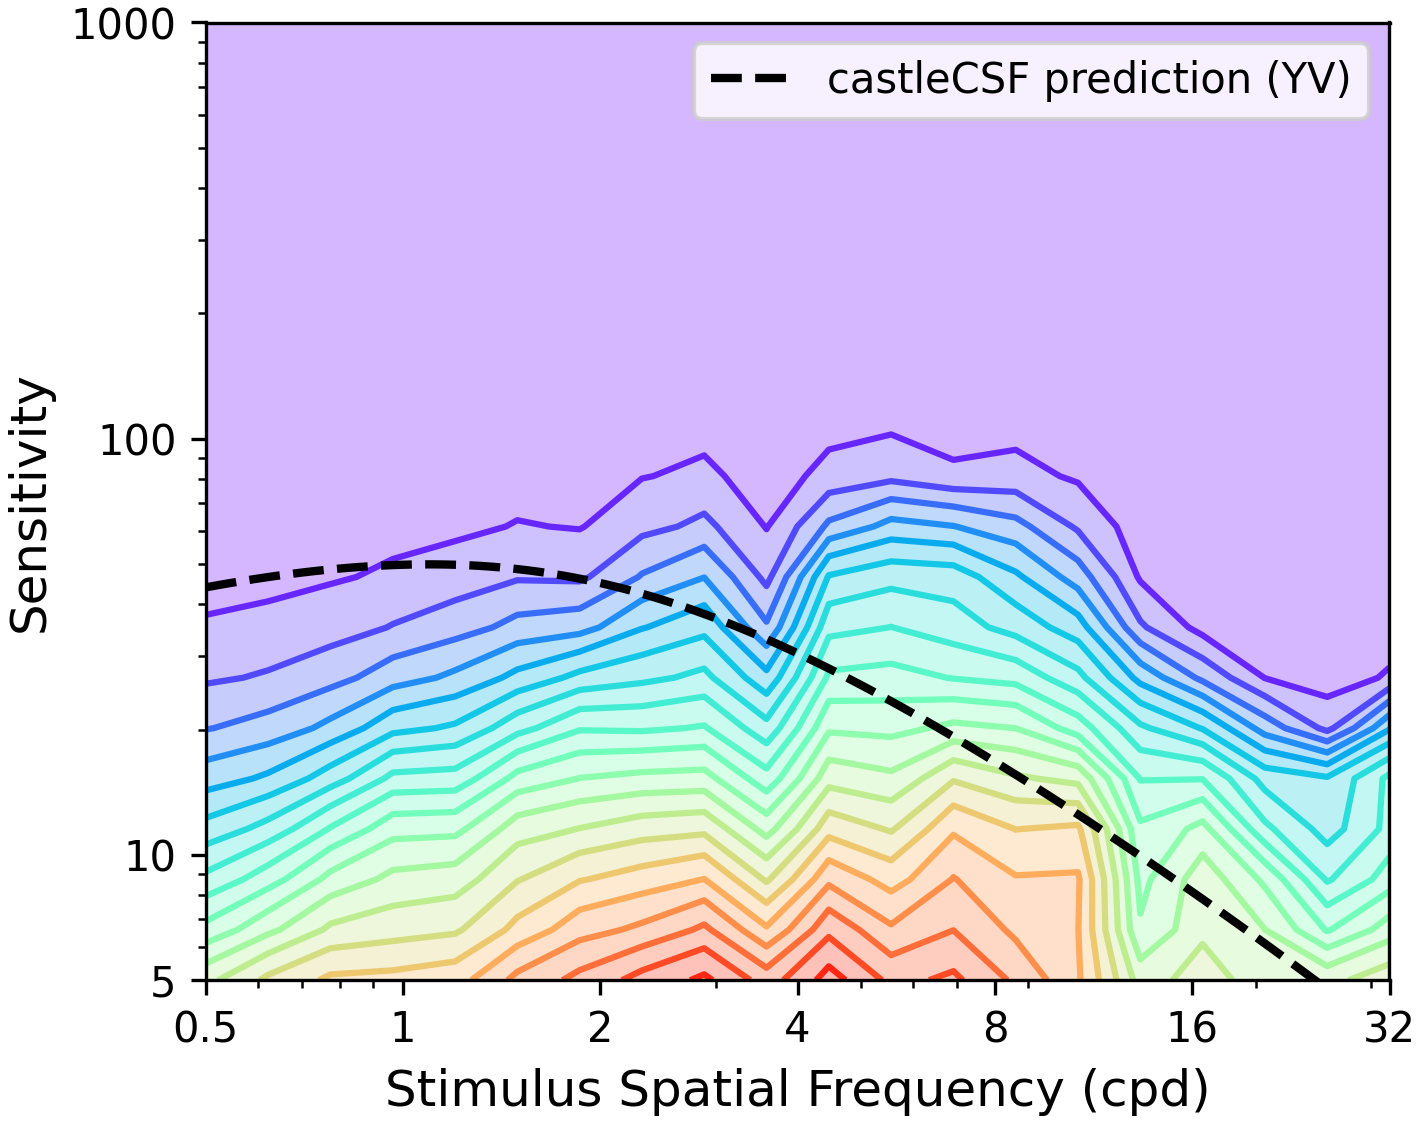 castleCSF prediction (YV)
Sensitivity
1000
100
10
5
0.5 1 2 4 8 16 32
Stimulus Spatial Frequency (cpd)